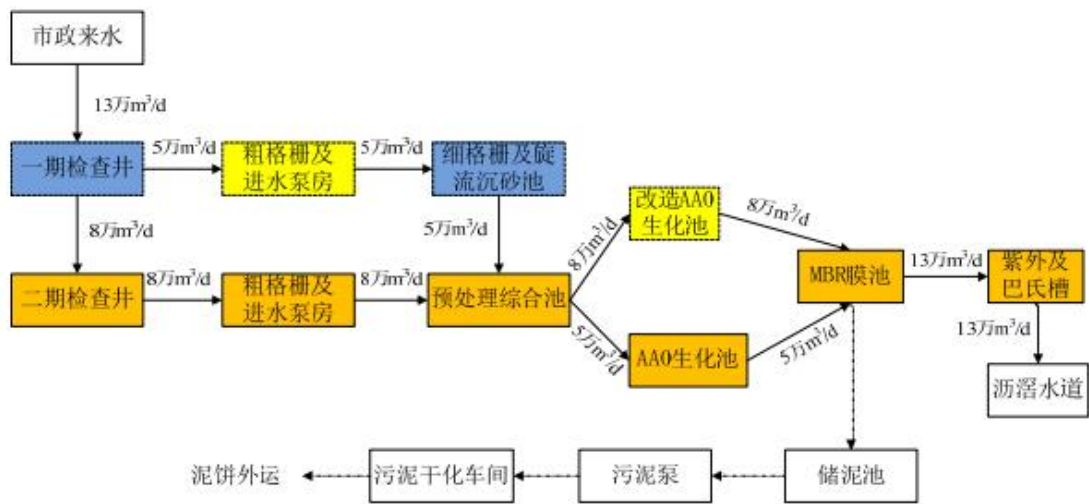 市政来水
13万m³/d
一期检查井
5万m³/d
粗格栅及
进水泵房
5万m³/d
细格栅及旋
流沉砂池
8万m³/d
5万m³/d
二期检查井
8万m³/d
粗格栅及
进水泵房
8万m³/d
预处理综合池
8万m³/d
改造AAO
生化池
8万m³/d
5万m³/d
AAO生化池
5万m³/d
MBR膜池
13万m³/d
紫外及
巴氏槽
13万m³/d
沥滘水道
泥饼外运
污泥干化车间
污泥泵
储泥池